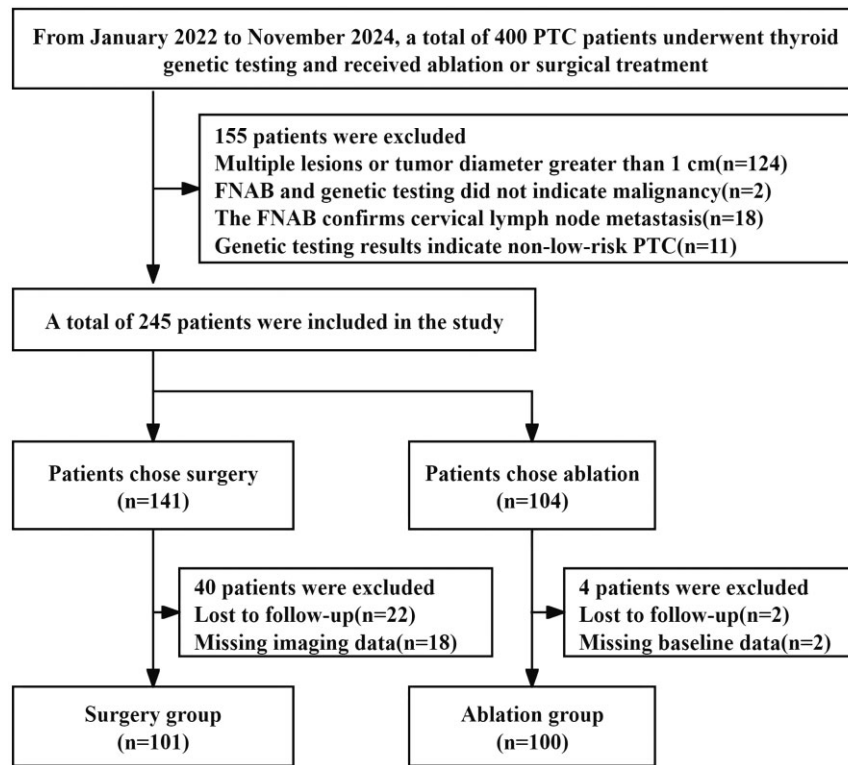 From January 2022 to November 2024, a total of 400 PTC patients underwent thyroid
genetic testing and received ablation or surgical treatment
155 patients were excluded
Multiple lesions or tumor diameter greater than 1 cm(n=124)
FNAB and genetic testing did not indicate malignancy(n=2)
The FNAB confirms cervical lymph node metastasis(n=18)
Genetic testing results indicate non-low-risk PTC(n=11)
A total of 245 patients were included in the study
Patients chose surgery
(n=141)
Patients chose ablation
(n=104)
40 patients were excluded
Lost to follow-up(n=22)
Missing imaging data(n=18)
4 patients were excluded
Lost to follow-up(n=2)
Missing baseline data(n=2)
Surgery group
(n=101)
Ablation group
(n=100)